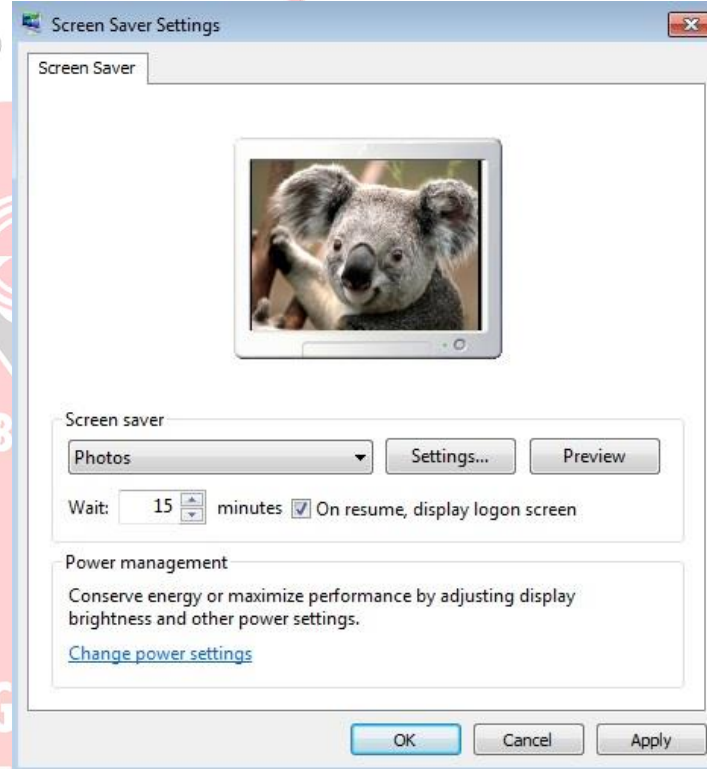 Screen Saver Settings
Screen Saver
Screen saver
Photos
Settings...
Preview
Wait: 15 minutes On resume, display logon screen
Power management
Conserve energy or maximize performance by adjusting display
brightness and other power settings.
Change power settings
OK
Cancel
Apply